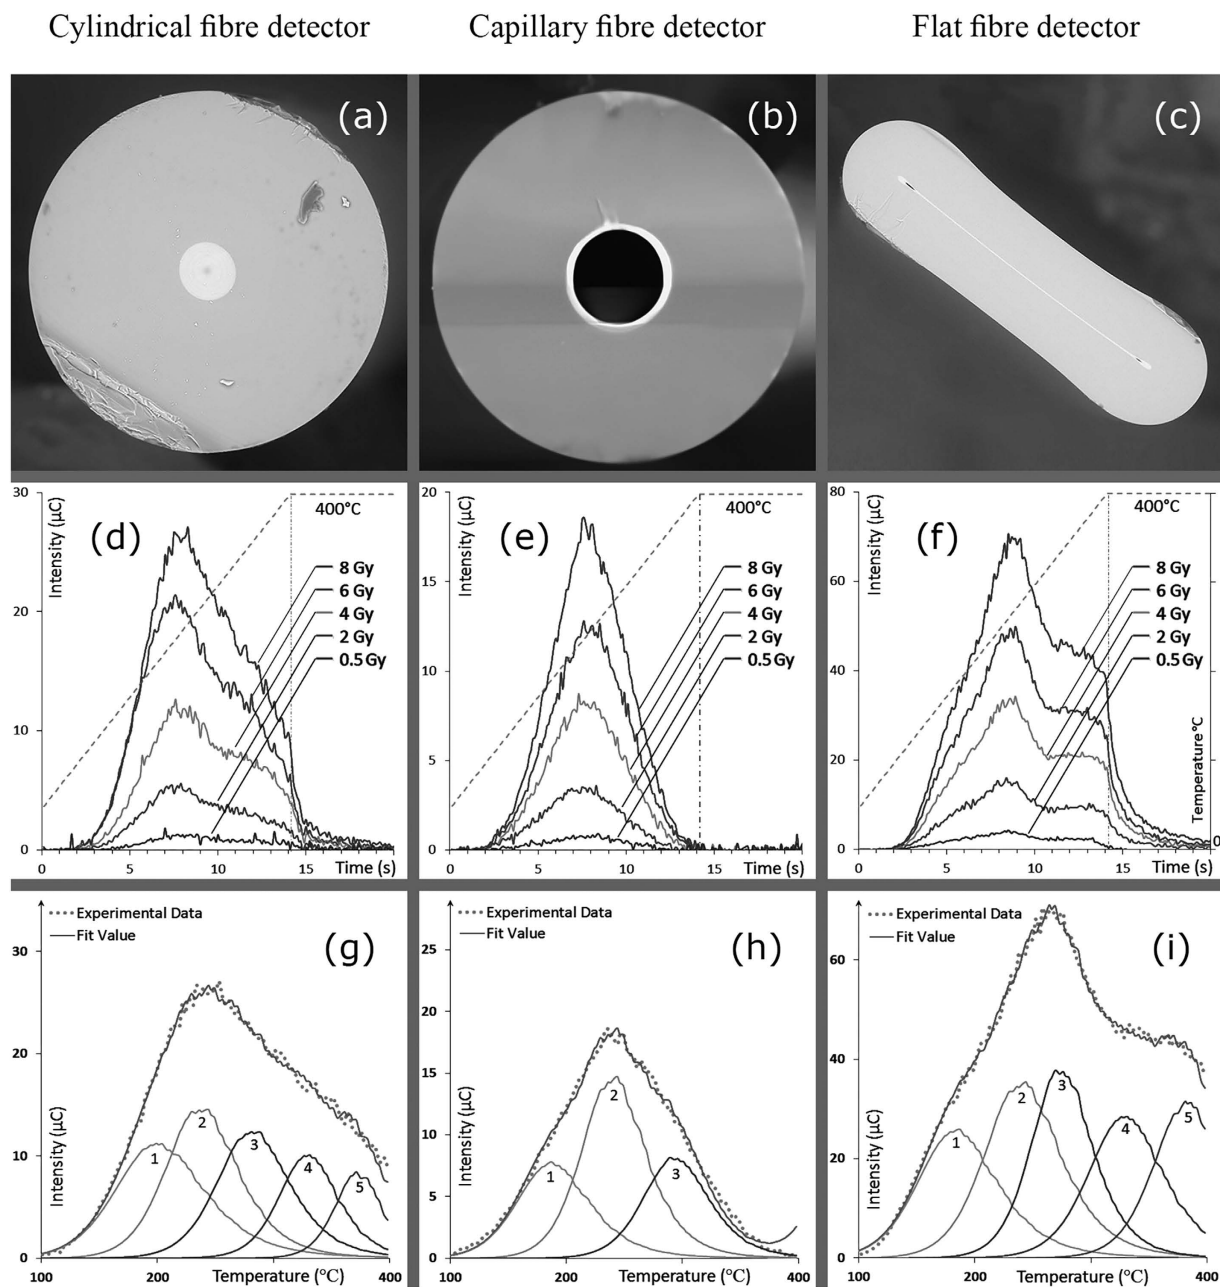 Cylindrical fibre detector
Capillary fibre detector
Flat fibre detector
(a)
(b)
(c)
30
Intensity (µC)
20
10
0
(d)
400°C
8 Gy
6 Gy
4 Gy
2 Gy
0.5 Gy
0 5 10 15 Time (s)
20
Intensity (µC)
15
10
5
0
(e)
400°C
8 Gy
6 Gy
4 Gy
2 Gy
0.5 Gy
0 5 10 15 Time (s)
80
Intensity (µC)
60
40
20
0
(f)
400°C
8 Gy
6 Gy
4 Gy
2 Gy
0.5 Gy
Temperature °C
0
0 5 10 15 Time (s)
Experimental Data
Fit Value
(g)
30
20
10
0
Intensity (µC)
1
2
3
4
5
100 200 Temperature (°C) 400
Experimental Data
Fit Value
(h)
25
20
15
10
5
0
Intensity (µC)
1
2
3
100 200 Temperature (°C) 400
Experimental Data
Fit Value
(i)
60
40
20
0
Intensity (µC)
1
2
3
4
5
100 200 Temperature (°C) 400